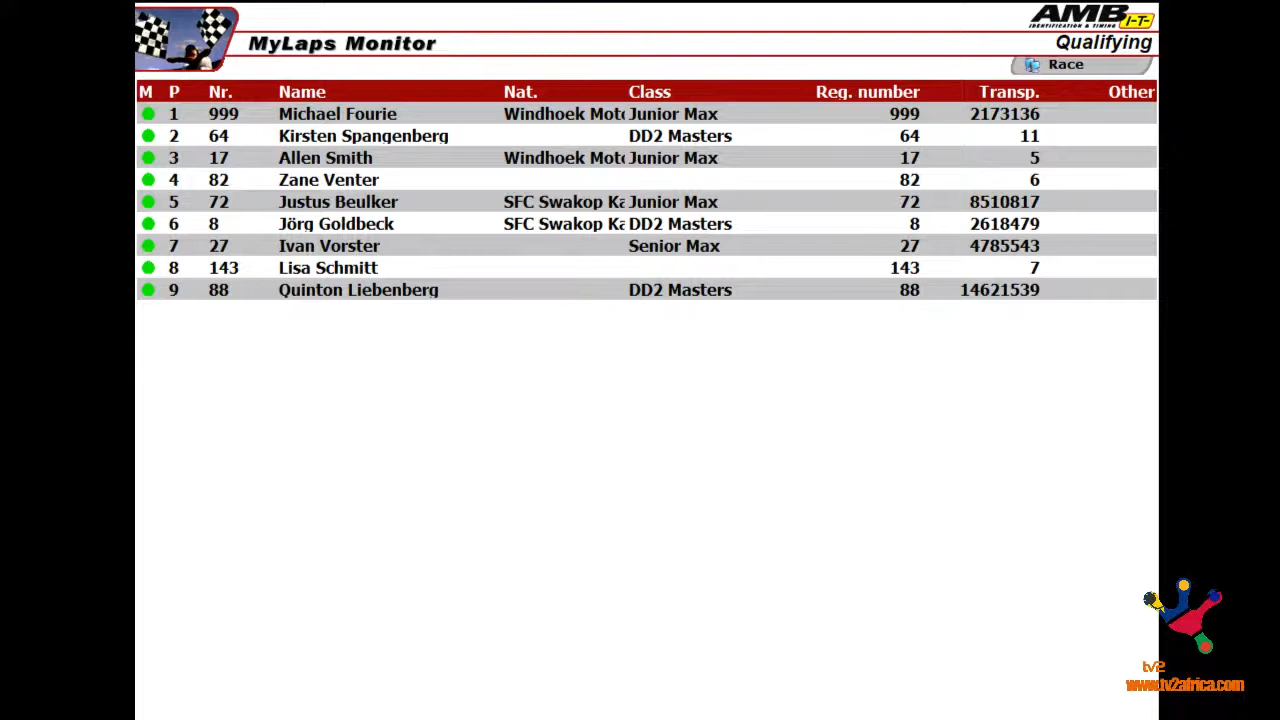 AMB I-T-
IDENTIFICATION & TIMING
MyLaps Monitor
Qualifying
Race
M P Nr. Name Nat. Class Reg. number Transp. Other
1 999 Michael Fourie Windhoek Moto Junior Max 999 2173136
2 64 Kirsten Spangenberg DD2 Masters 64 11
3 17 Allen Smith Windhoek Moto Junior Max 17 5
4 82 Zane Venter 82 6
5 72 Justus Beulker SFC Swakop Ka Junior Max 72 8510817
6 8 Jörg Goldbeck SFC Swakop Ka DD2 Masters 8 2618479
7 27 Ivan Vorster Senior Max 27 4785543
8 143 Lisa Schmitt 143 7
9 88 Quinton Liebenberg DD2 Masters 88 14621539
tv2
www.tv2africa.com